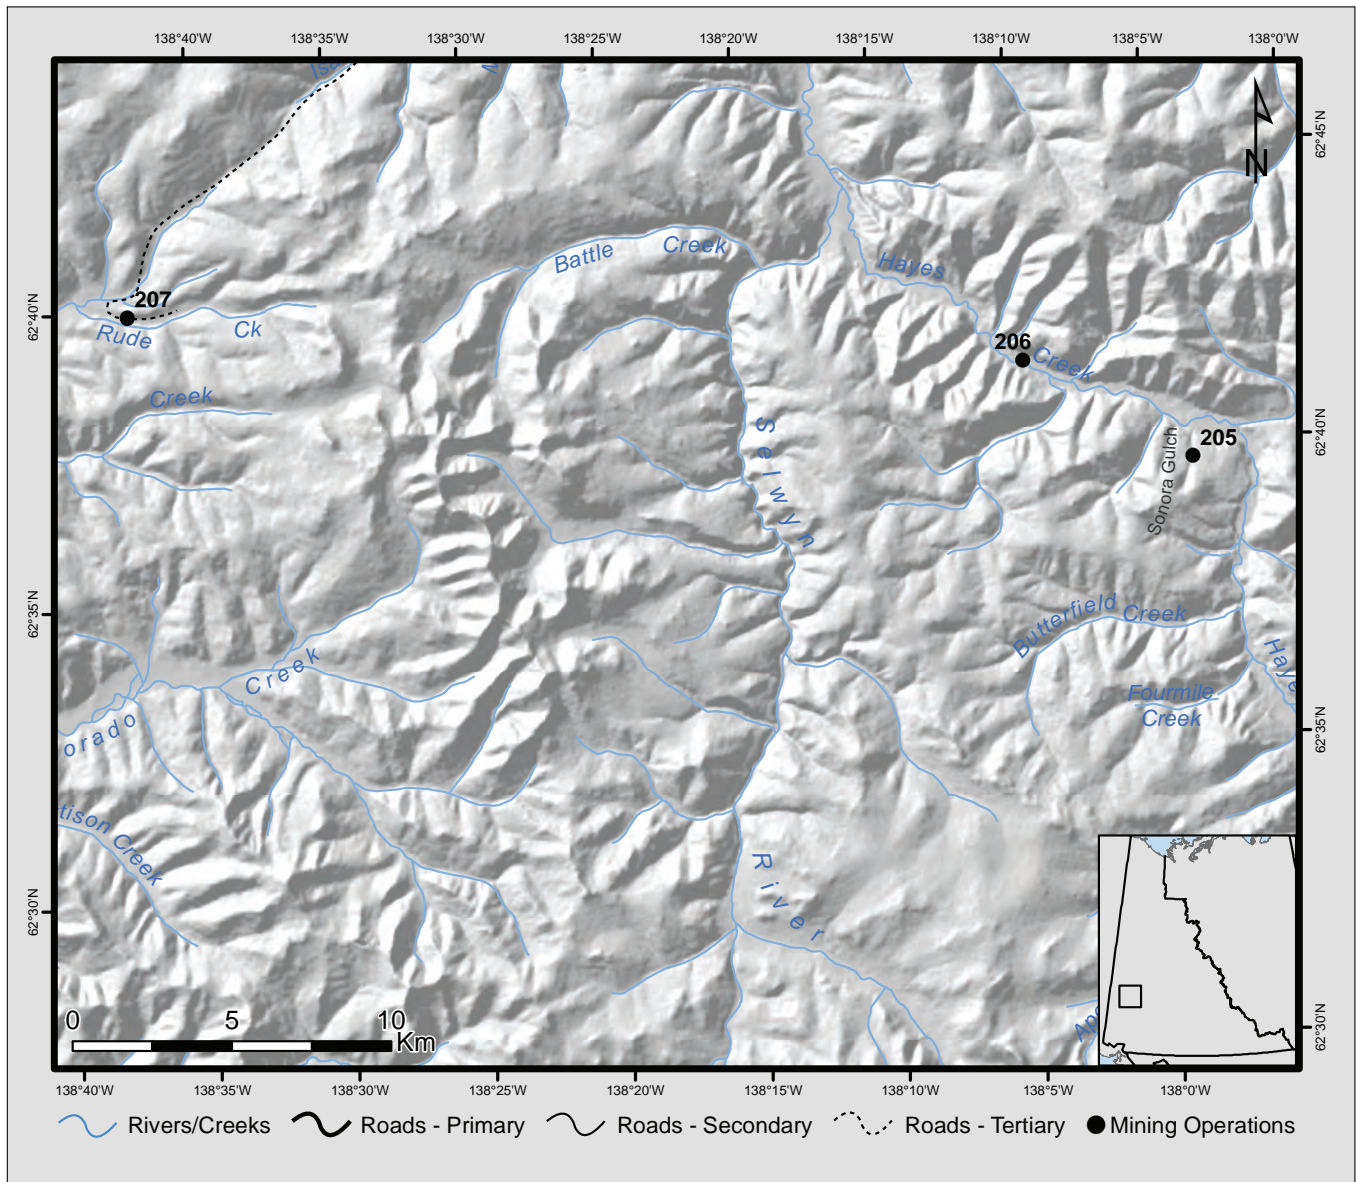 138°40'W 138°35'W 138°30'W 138°25'W 138°20'W 138°15'W 138°10'W 138°5'W 138°0'W
62°45'N
N
Battle Creek
Hayes
207
62°40'N
Rude Ck
206
Creek
Creek
Selwyn
62°40'N
205
Sonora Gulch
62°35'N
Butterfield Creek
Creek
Haye
Fourmile
Creek
orado
62°35'N
tison Creek
River
62°30'N
62°30'N
0 5 10
Km
138°40'W 138°35'W 138°30'W 138°25'W 138°20'W 138°15'W 138°10'W 138°5'W 138°0'W
Rivers/Creeks Roads - Primary Roads - Secondary Roads - Tertiary Mining Operations